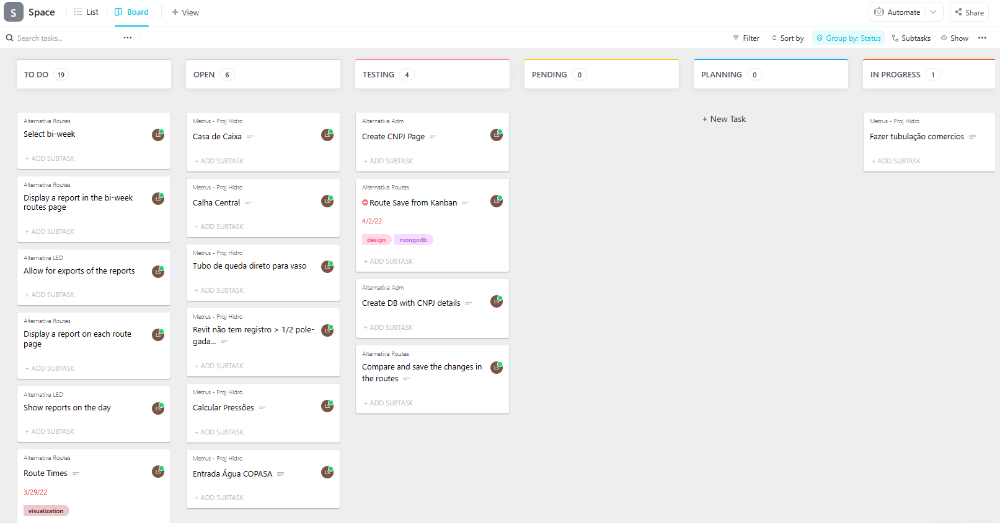 S Space List Board + View Automate Share
Search tasks... ... Filter Sort by Group by: Status Subtasks Show ...
TO DO 19
Alternativa Routes
Select bi-week
LS
+ ADD SUBTASK
Alternativa Routes
Display a report in the bi-week
routes page
LS
+ ADD SUBTASK
Alternativa LED
Allow for exports of the reports
LS
+ ADD SUBTASK
Alternativa Routes
Display a report on each route
page
LS
+ ADD SUBTASK
Alternativa LED
Show reports on the day
LS
+ ADD SUBTASK
Alternativa Routes
Route Times
LS
3/29/22
visualization
OPEN 6
Metrus - Proj Hidro
Casa de Caixa
LS
+ ADD SUBTASK
Metrus - Proj Hidro
Calha Central
LS
+ ADD SUBTASK
Metrus - Proj Hidro
Tubo de queda direto para vaso
LS
+ ADD SUBTASK
Metrus - Proj Hidro
Revit não tem registro > 1/2 pole-
gada...
LS
+ ADD SUBTASK
Metrus - Proj Hidro
Calcular Pressões
LS
+ ADD SUBTASK
Metrus - Proj Hidro
Entrada Água COPASA
LS
+ ADD SUBTASK
TESTING 4
Alternativa Adm
Create CNPJ Page
LS
+ ADD SUBTASK
Alternativa Routes
Route Save from Kanban
LS
4/2/22
design mongodb
+ ADD SUBTASK
Alternativa Adm
Create DB with CNPJ details
LS
+ ADD SUBTASK
Alternativa Routes
Compare and save the changes in
the routes
LS
+ ADD SUBTASK
PENDING 0
PLANNING 0
+ New Task
IN PROGRESS 1
Metrus - Proj Hidro
Fazer tubulação comercios
+ ADD SUBTASK